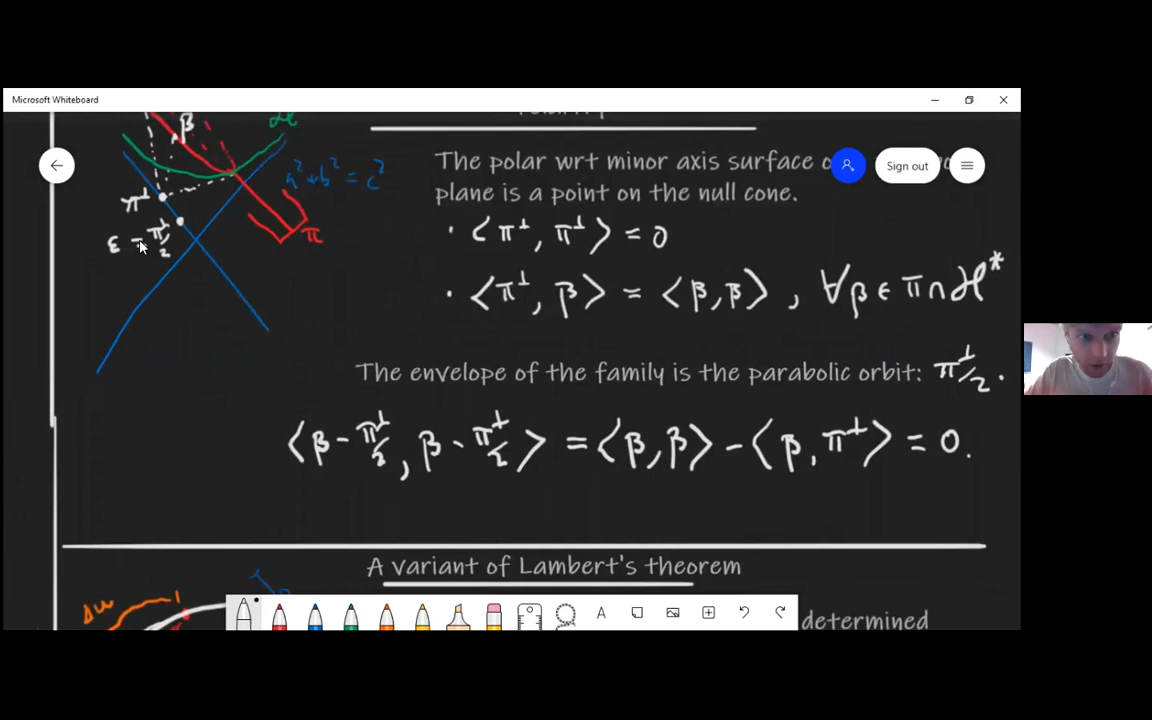 Microsoft Whiteboard
Sign out
β
a² + b² = c²
π⊥
ε = π⊥/2
π
The polar wrt minor axis surface
plane is a point on the null cone.
· ⟨π⊥, π⊥⟩ = 0
· ⟨π⊥, β⟩ = ⟨β, β⟩ , ∀β ∈ π ∩ ℋ*
The envelope of the family is the parabolic orbit: π⊥/2.
⟨β - π⊥/2, β - π⊥/2⟩ = ⟨β, β⟩ - ⟨β, π⊥⟩ = 0.
A variant of Lambert's theorem
Δw
determined
A